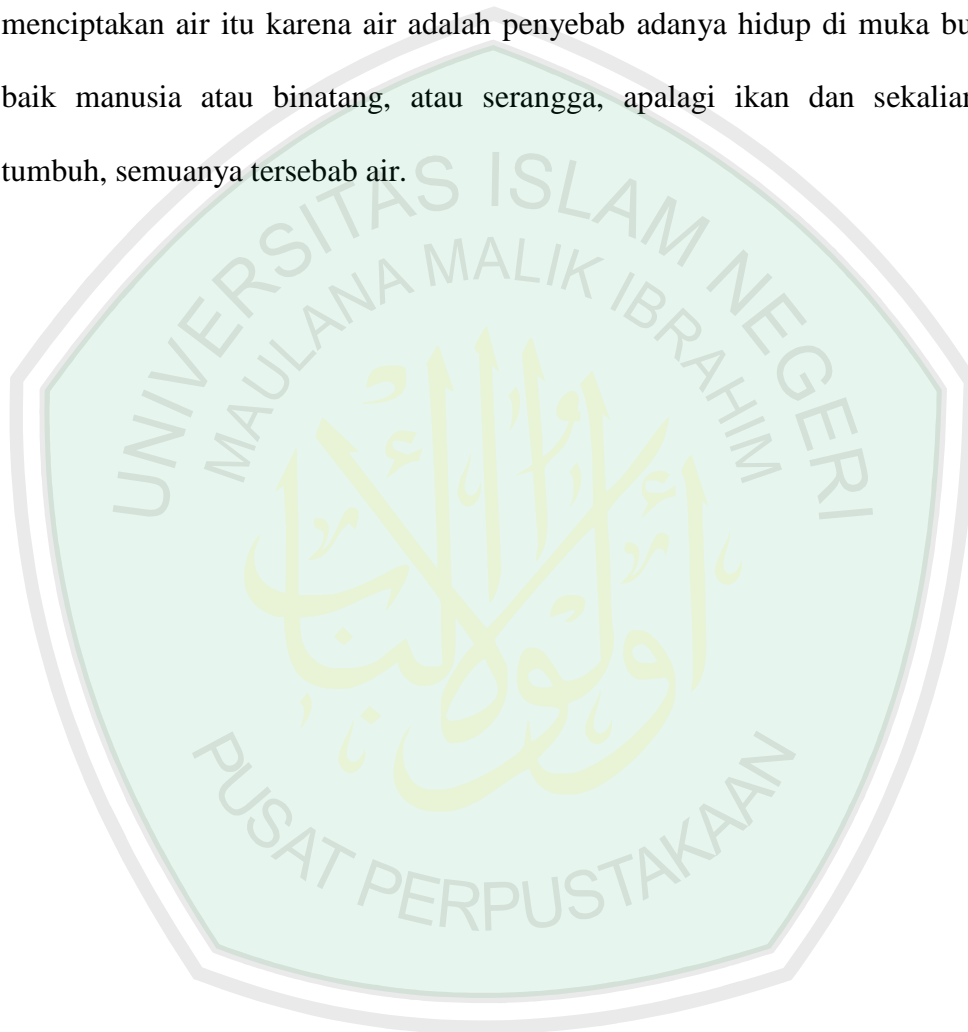 menciptakan air itu karena air adalah penyebab adanya hidup di muka bu
baik manusia atau binatang, atau serangga, apalagi ikan dan sekalian
tumbuh, semuanya tersebab air.
UNIVERSITAS ISLAM NEGERI
MAULANA MALIK IBRAHIM
PUSAT PERPUSTAKAAN